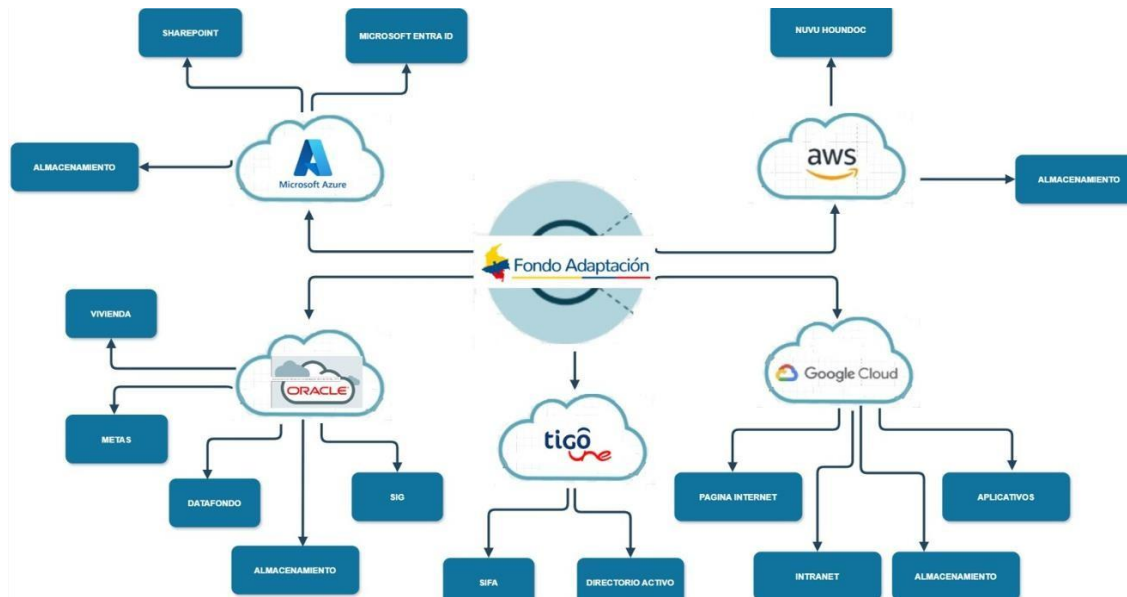 SHAREPOINT
MICROSOFT ENTRA ID
NUVU HOUNDOC
ALMACENAMIENTO
Microsoft Azure
aws
ALMACENAMIENTO
Fondo Adaptación
VIVIENDA
ORACLE
Google Cloud
METAS
tigo
une
DATAFONDO
SIG
PAGINA INTERNET
APLICATIVOS
ALMACENAMIENTO
SIFA
DIRECTORIO ACTIVO
INTRANET
ALMACENAMIENTO